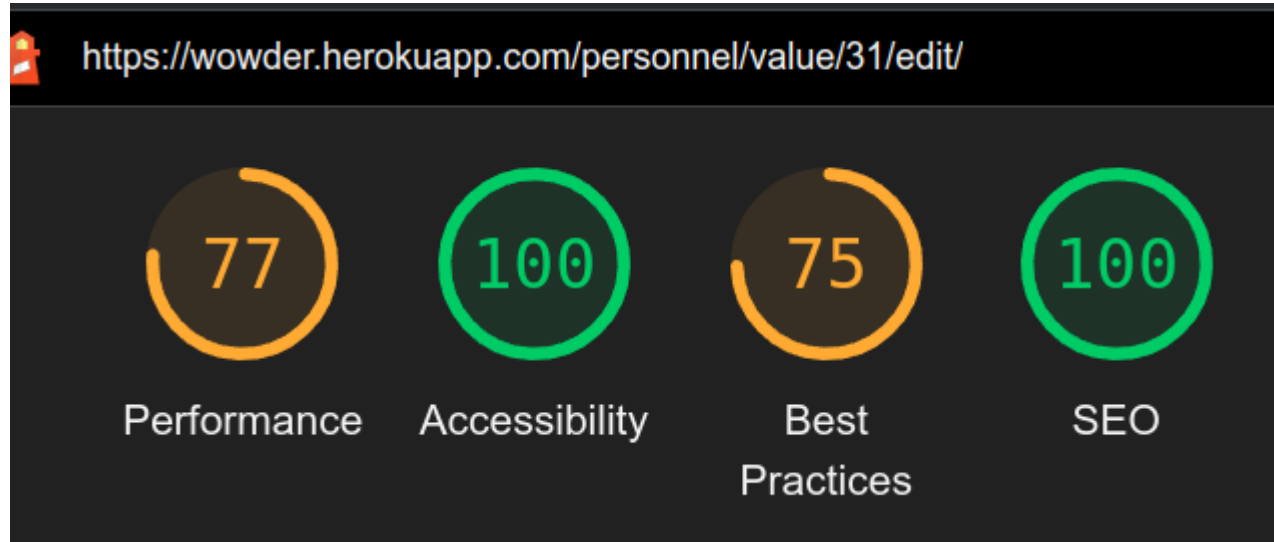 https://wowder.herokuapp.com/personnel/value/31/edit/
77 100 75 100
Performance Accessibility Best Practices SEO